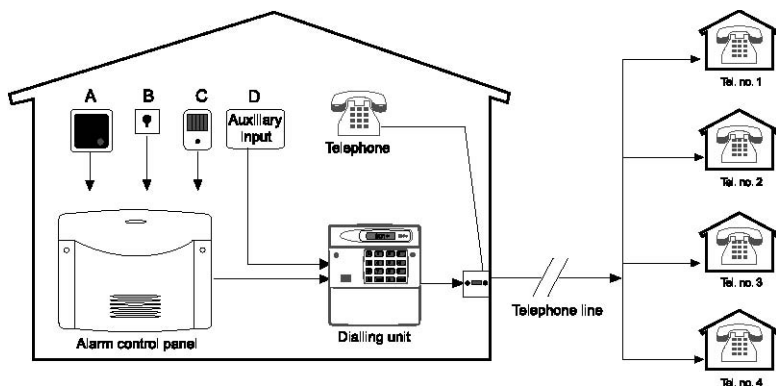 A
B
C
D
Auxiliary
input
Telephone
Alarm control panel
Dialling unit
Telephone line
Tel. no. 1
Tel. no. 2
Tel. no. 3
Tel. no. 4